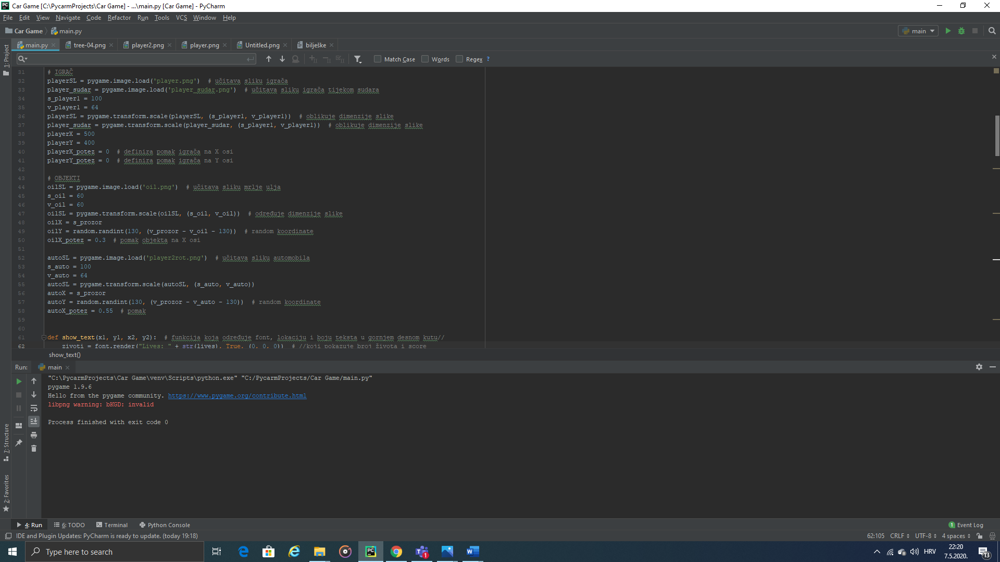 Car Game [C:\PycarmProjects\Car Game] - ...\main.py [Car Game] - PyCharm
File Edit View Navigate Code Refactor Run Tools VCS Window Help
Car Game main.py main
main.py tree-04.png player2.png player.png Untitled.png bilješke
Match Case Words Regex ?
1: Project
31 # IGRAČ
32 playerSL = pygame.image.load('player.png')  # učitava sliku igrača
33 player_sudar = pygame.image.load('player_sudar.png')  # učitava sliku igrača tijekom sudara
34 s_player1 = 100
35 v_player1 = 64
36 playerSL = pygame.transform.scale(playerSL, (s_player1, v_player1))  # oblikuje dimenzije slike
37 player_sudar = pygame.transform.scale(player_sudar, (s_player1, v_player1))  # oblikuje dimenzije slike
38 playerX = 500
39 playerY = 400
40 playerX_potez = 0  # definira pomak igrača na X osi
41 playerY_potez = 0  # definira pomak igrača na Y osi
42
43 # OBJEKTI
44 oilSL = pygame.image.load('oil.png')  # učitava sliku mrlje ulja
45 s_oil = 60
46 v_oil = 60
47 oilSL = pygame.transform.scale(oilSL, (s_oil, v_oil))  # određuje dimenzije slike
48 oilX = s_prozor
49 oilY = random.randint(130, (v_prozor - v_oil - 130))  # random koordinate
50 oilX_potez = 0.3  # pomak objekta na X osi
51
52 autoSL = pygame.image.load('player2rot.png')  # učitava sliku automobila
53 s_auto = 100
54 v_auto = 64
55 autoSL = pygame.transform.scale(autoSL, (s_auto, v_auto))
56 autoX = s_prozor
57 autoY = random.randint(130, (v_prozor - v_auto - 130))  # random koordinate
58 autoX_potez = 0.55  # pomak
59
60
61 def show_text(x1, y1, x2, y2):  # funkcija koja određuje font, lokaciju i boju teksta u gornjem desnom kutu//
62 zivoti = font.render("Lives: " + str(lives), True, (0, 0, 0))  # //koji pokazuje broj života i score
show_text()
Run: main
"C:\PycarmProjects\Car Game\venv\Scripts\python.exe" "C:/PycarmProjects/Car Game/main.py"
pygame 1.9.6
Hello from the pygame community. https://www.pygame.org/contribute.html
libpng warning: bKGD: invalid
Process finished with exit code 0
7: Structure
2: Favorites
4: Run 6: TODO Terminal Python Console 1 Event Log
IDE and Plugin Updates: PyCharm is ready to update. (today 19:18) 62:105 CRLF UTF-8 4 spaces
Type here to search PC T 1 W HRV 22:20
7.5.2020. 13